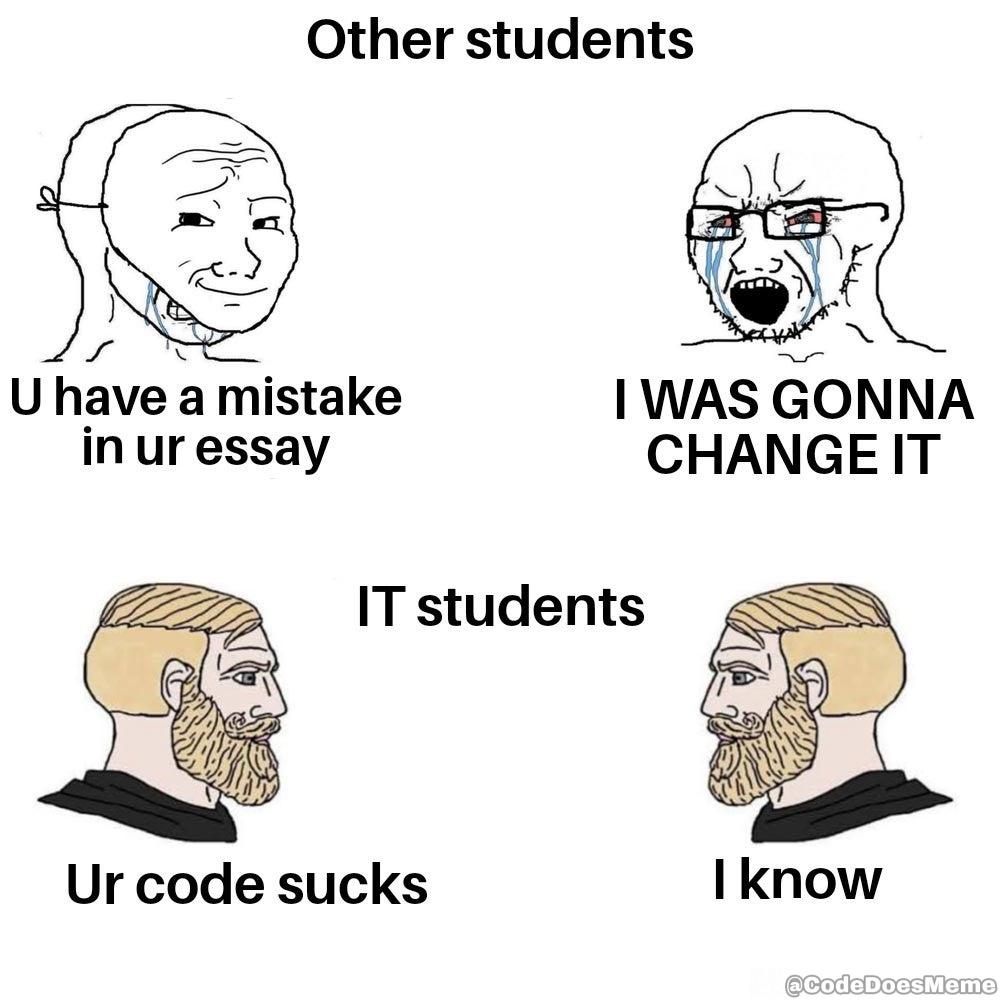 Other students
U have a mistake
in ur essay
I WAS GONNA
CHANGE IT
IT students
Ur code sucks
I know
@CodeDoesMeme